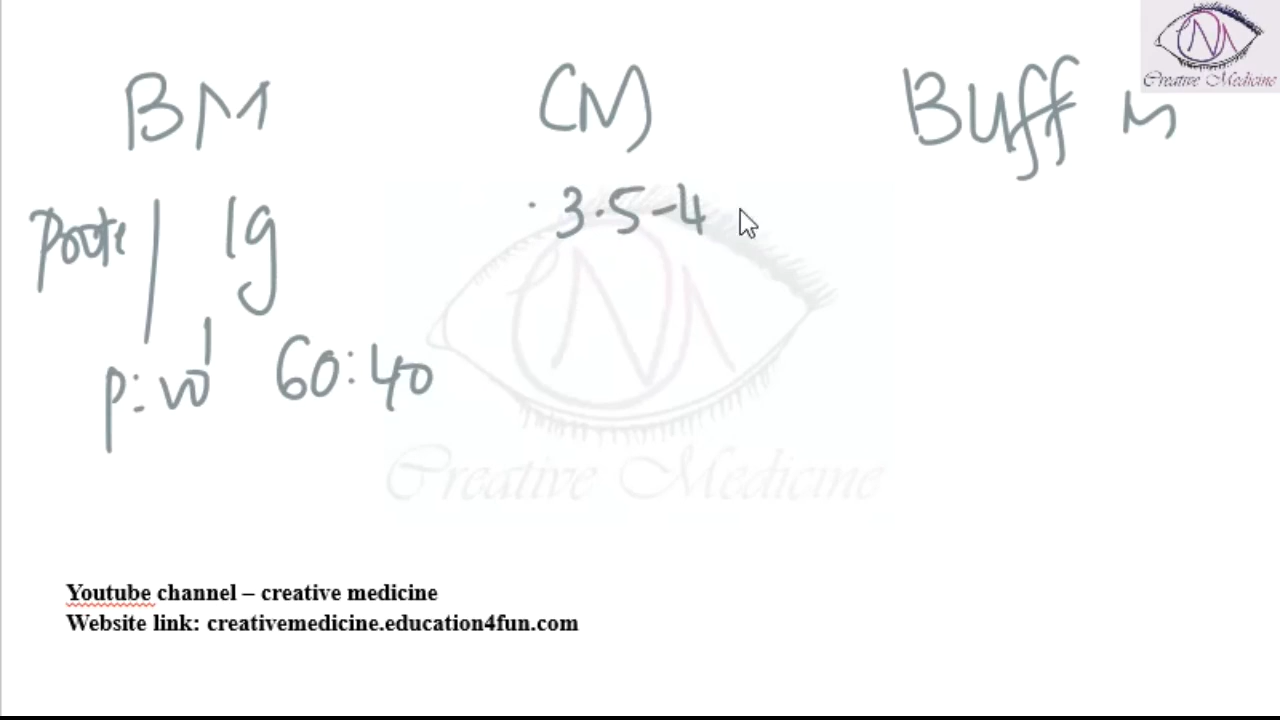 BM CM Buff M
Creative Medicine
Prote 1g 3.5-4
p:w 60:40
Creative Medicine
Youtube channel – creative medicine
Website link: creativemedicine.education4fun.com